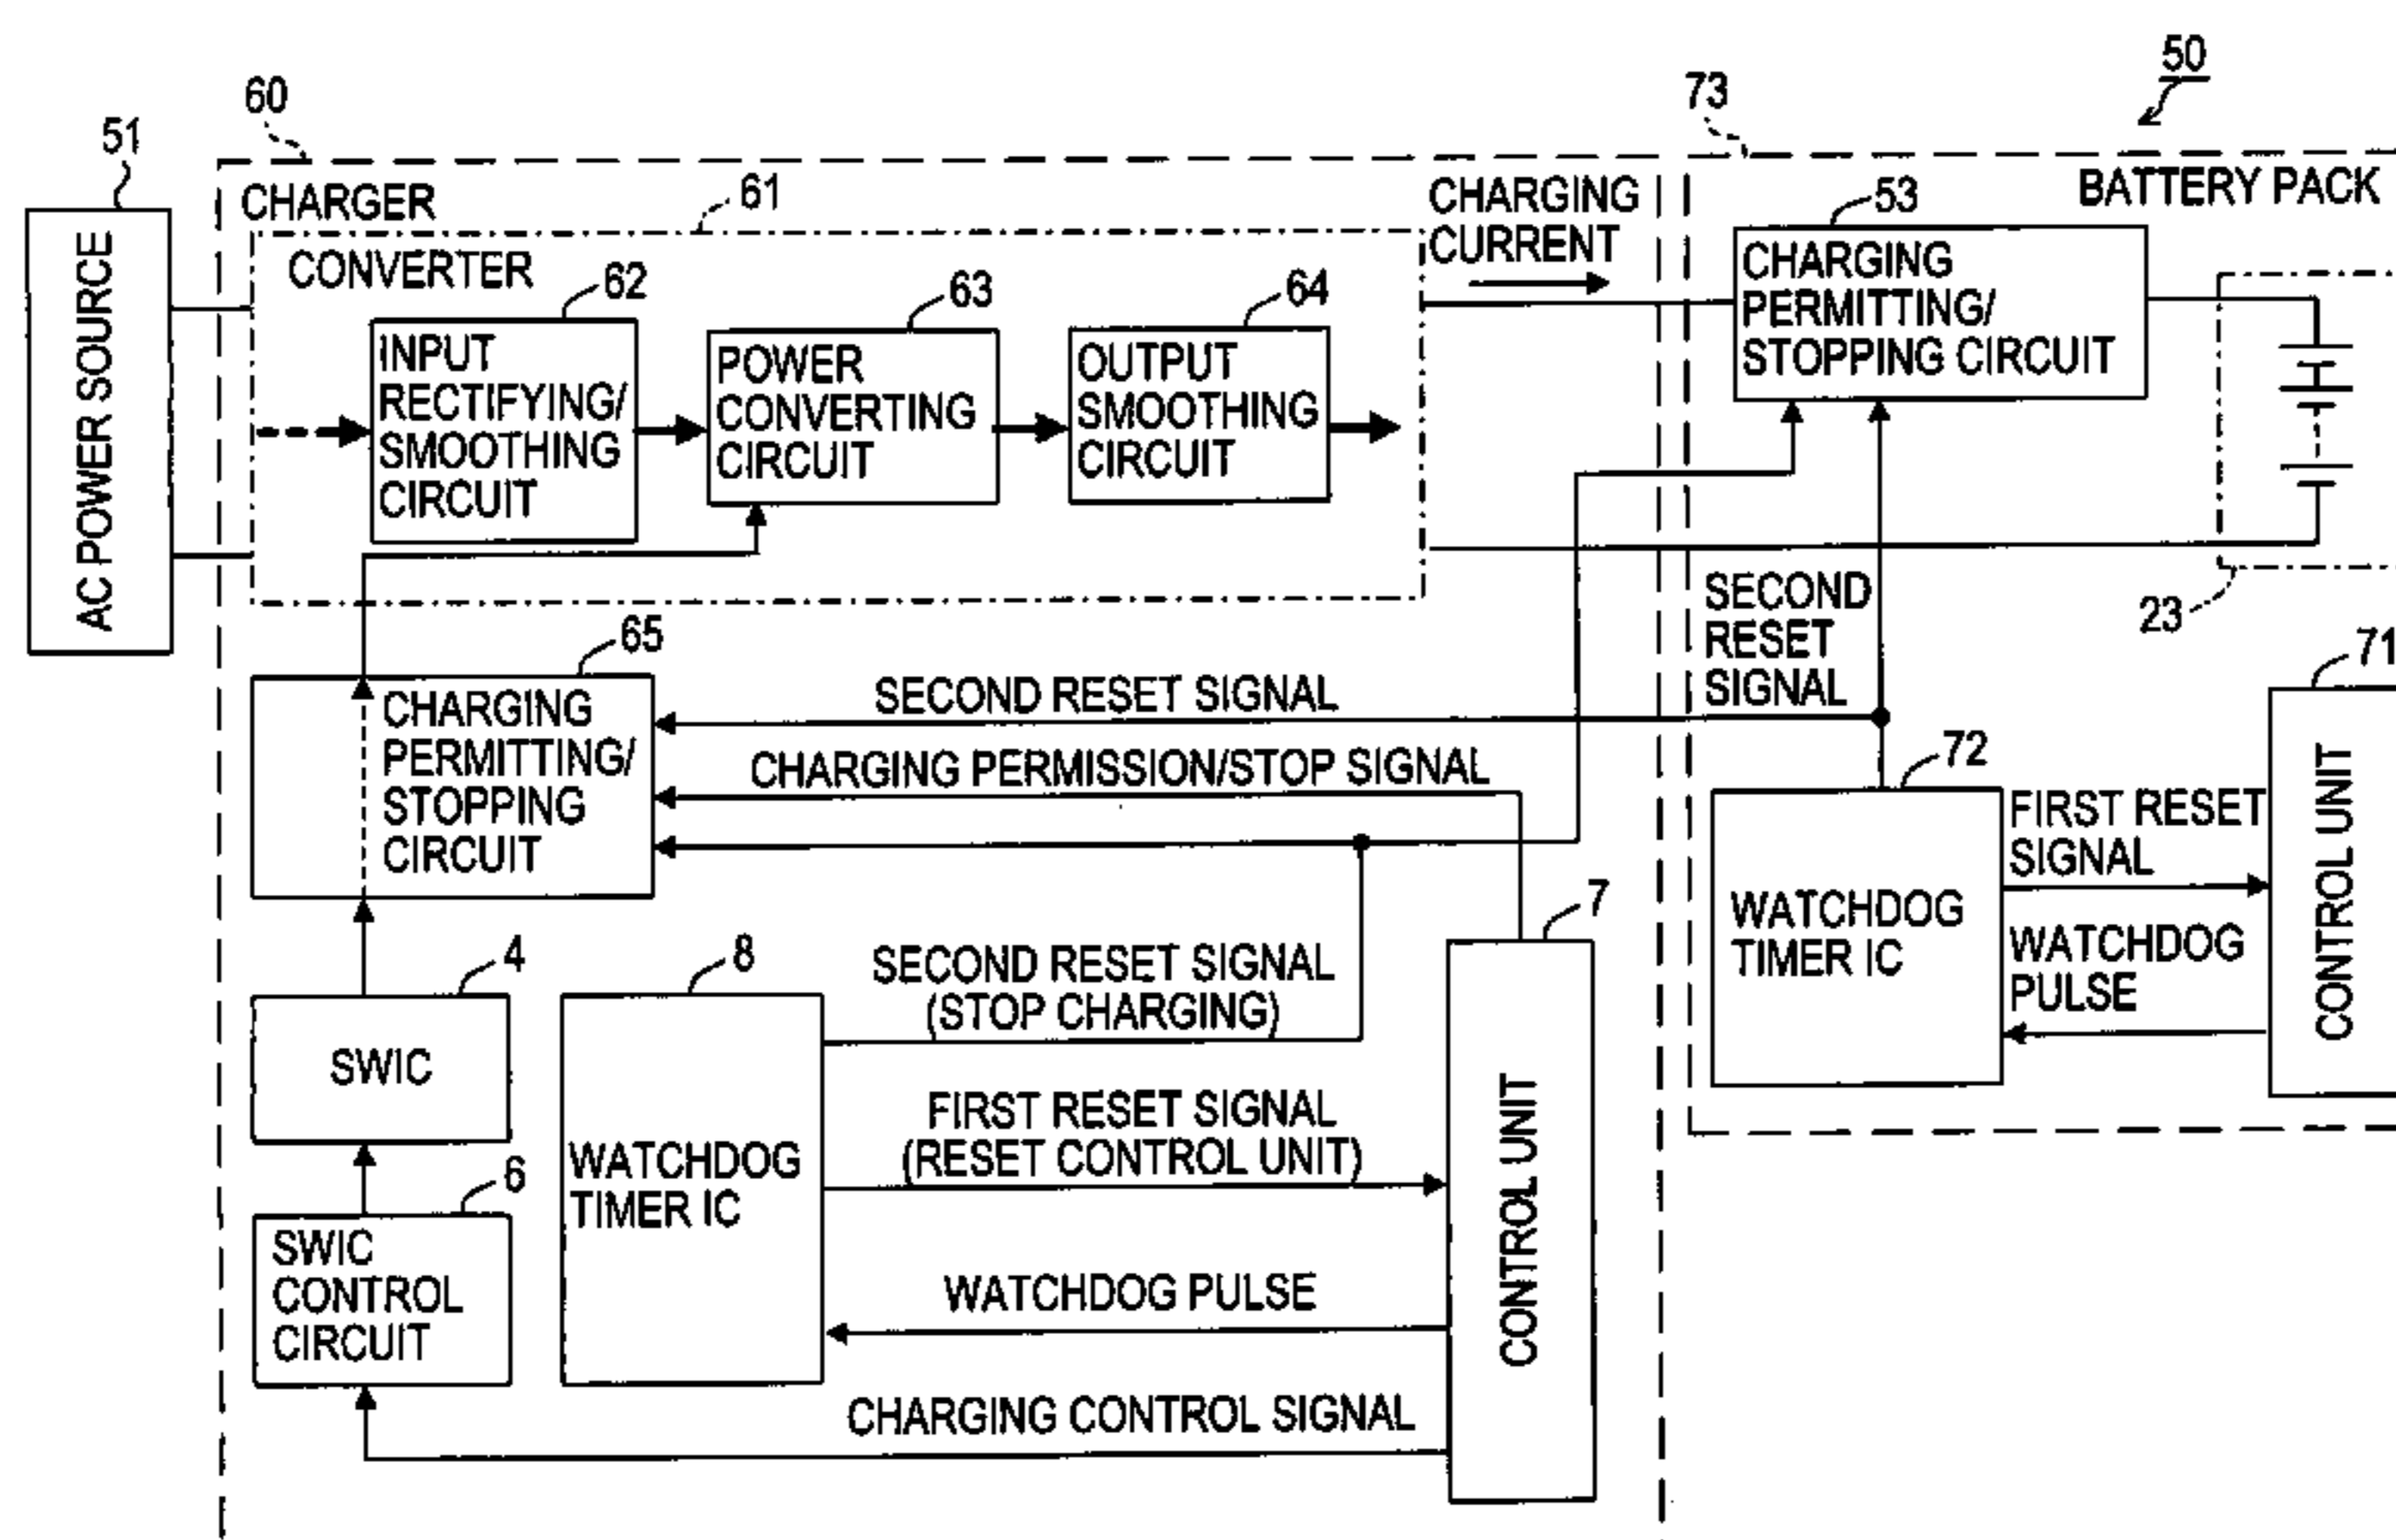 50
60
73
51
CHARGER
61
CHARGING
CURRENT
BATTERY PACK
53
CONVERTER
62
63
64
CHARGING
PERMITTING/
STOPPING CIRCUIT
AC POWER SOURCE
INPUT
RECTIFYING/
SMOOTHING
CIRCUIT
POWER
CONVERTING
CIRCUIT
OUTPUT
SMOOTHING
CIRCUIT
23
SECOND
RESET
SIGNAL
65
71
CHARGING
PERMITTING/
STOPPING
CIRCUIT
SECOND RESET SIGNAL
CHARGING PERMISSION/STOP SIGNAL
72
FIRST RESET
SIGNAL
WATCHDOG
TIMER IC
WATCHDOG
PULSE
CONTROL UNIT
4
SWIC
8
SECOND RESET SIGNAL
(STOP CHARGING)
7
FIRST RESET SIGNAL
(RESET CONTROL UNIT)
WATCHDOG
TIMER IC
CONTROL UNIT
6
SWIC
CONTROL
CIRCUIT
WATCHDOG PULSE
CHARGING CONTROL SIGNAL